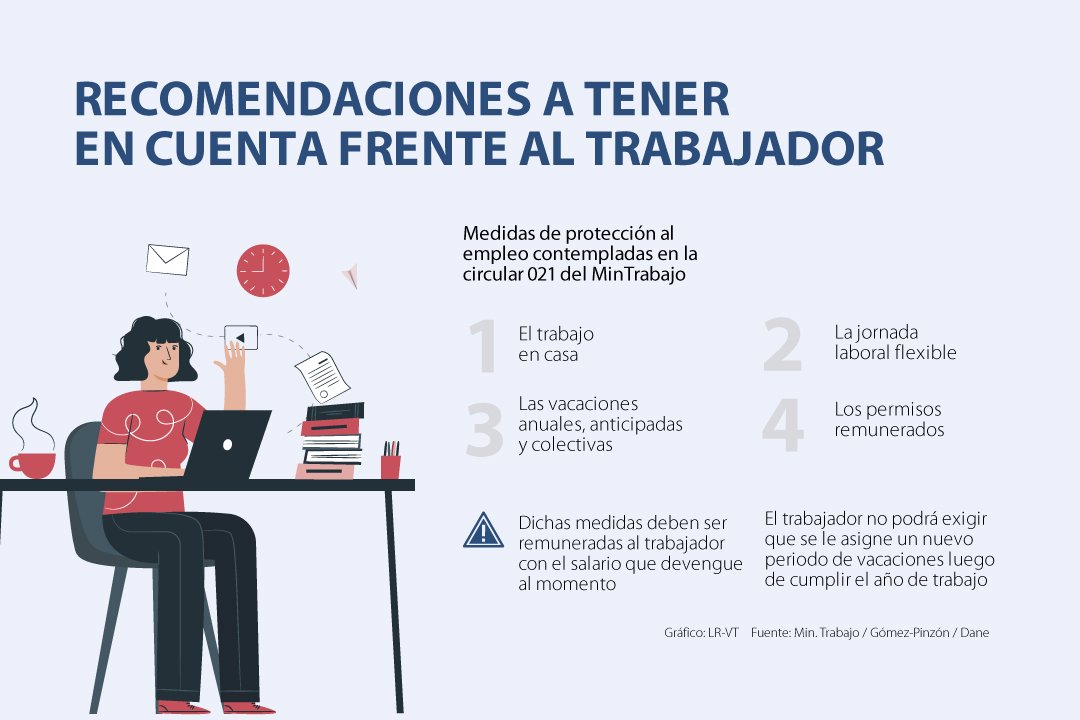 RECOMENDACIONES A TENER
EN CUENTA FRENTE AL TRABAJADOR
Medidas de protección al
empleo contempladas en la
circular 021 del MinTrabajo
1
El trabajo
en casa
2
La jornada
laboral flexible
3
Las vacaciones
anuales, anticipadas
y colectivas
4
Los permisos
remunerados
Dichas medidas deben ser
remuneradas al trabajador
con el salario que devengue
al momento
El trabajador no podrá exigir
que se le asigne un nuevo
periodo de vacaciones luego
de cumplir el año de trabajo
Gráfico: LR-VT Fuente: Min. Trabajo / Gómez-Pinzón / Dane